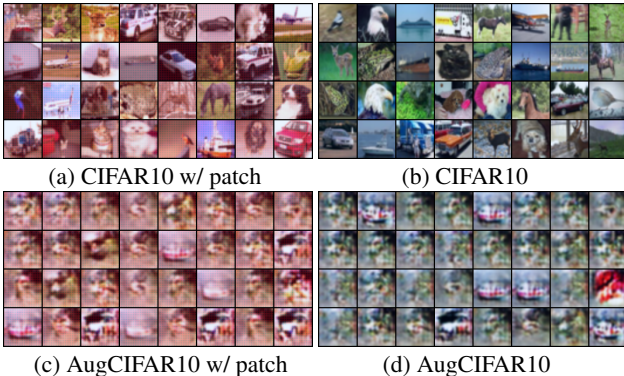 (a) CIFAR10 w/ patch
(b) CIFAR10
(c) AugCIFAR10 w/ patch
(d) AugCIFAR10